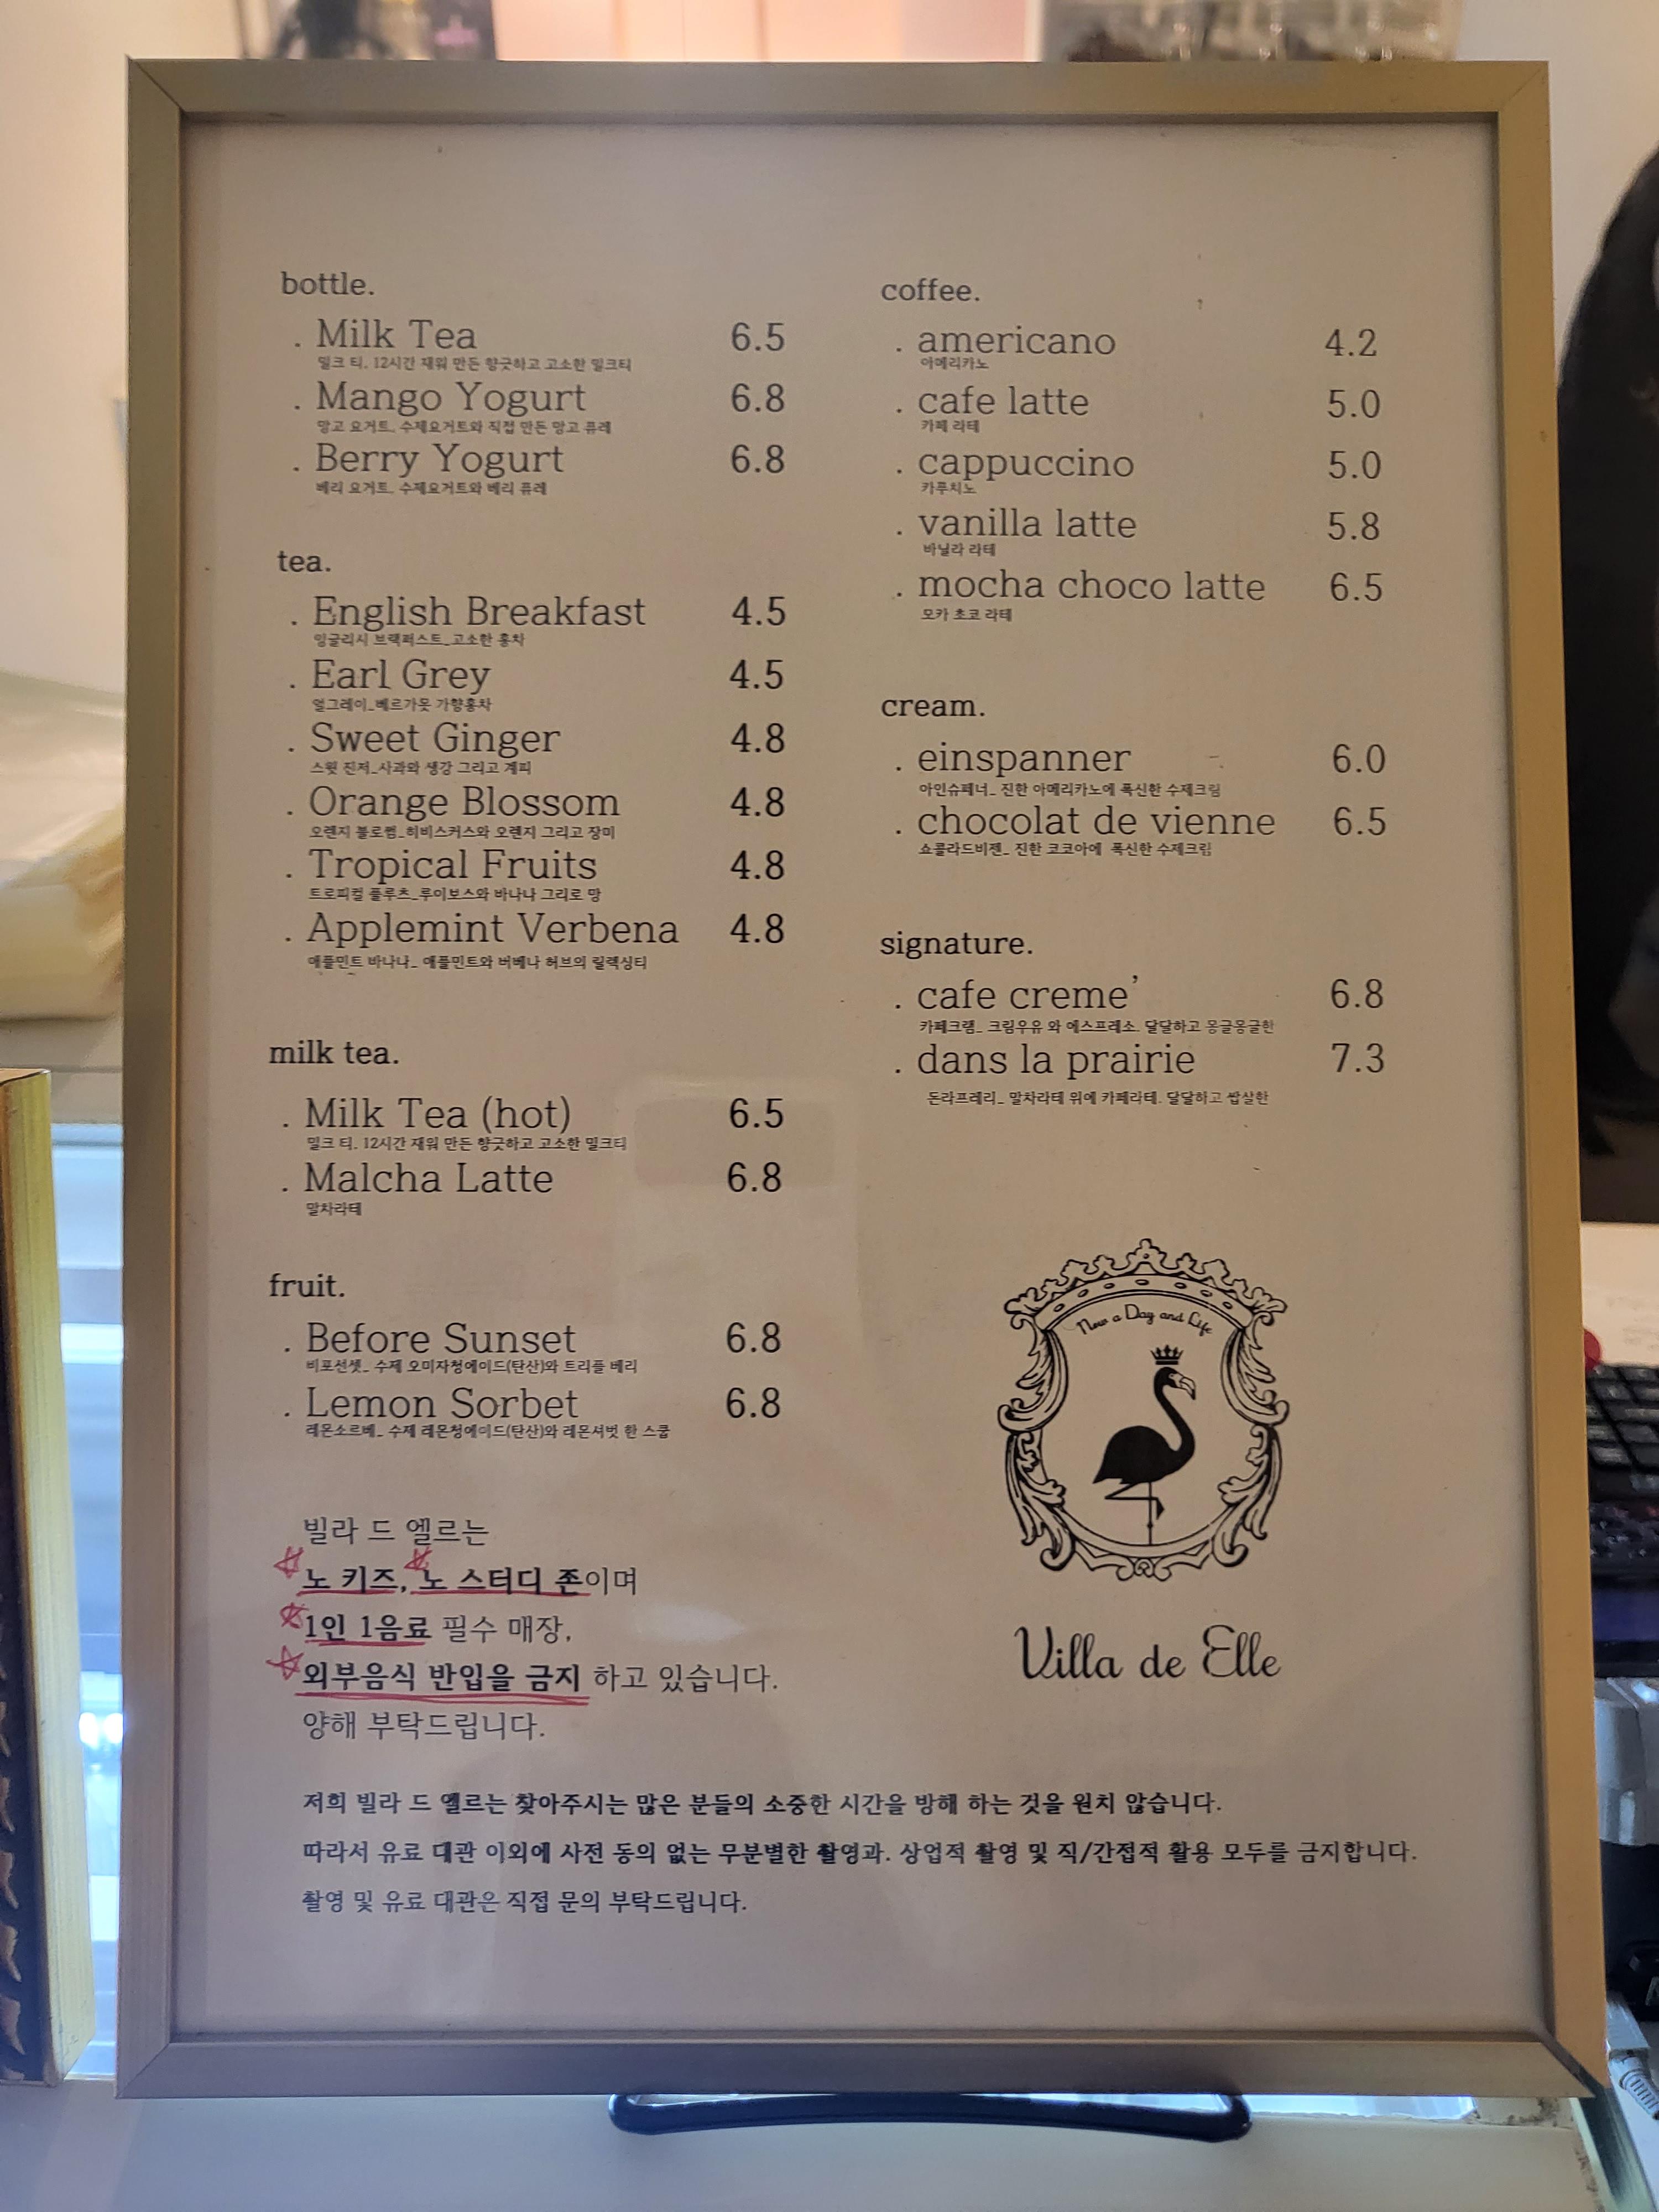 bottle.
. Milk Tea 6.5
밀크 티. 12시간 재워 만든 향긋하고 고소한 밀크티
. Mango Yogurt 6.8
망고 요거트. 수제요거트와 직접 만든 망고 퓨레
. Berry Yogurt 6.8
베리 요거트. 수제요거트와 베리 퓨레
tea.
. English Breakfast 4.5
잉글리시 브랙퍼스트_고소한 홍차
. Earl Grey 4.5
얼그레이_베르가못 가향홍차
. Sweet Ginger 4.8
스윗 진저_사과와 생강 그리고 계피
. Orange Blossom 4.8
오렌지 블로썸_히비스커스와 오렌지 그리고 장미
. Tropical Fruits 4.8
트로피컬 플루츠_루이보스와 바나나 그리로 망
. Applemint Verbena 4.8
애플민트 바나나_ 애플민트와 버베나 허브의 릴렉싱티
milk tea.
. Milk Tea (hot) 6.5
밀크 티. 12시간 재워 만든 향긋하고 고소한 밀크티
. Malcha Latte 6.8
말차라테
fruit.
. Before Sunset 6.8
비포선셋_ 수제 오미자청에이드(탄산)와 트리플 베리
. Lemon Sorbet 6.8
레몬소르베_ 수제 레몬청에이드(탄산)와 레몬셔벗 한 스쿱
coffee.
. americano 4.2
아메리카노
. cafe latte 5.0
카페 라테
. cappuccino 5.0
카푸치노
. vanilla latte 5.8
바닐라 라테
. mocha choco latte 6.5
모카 초코 라테
cream.
. einspanner 6.0
아인슈페너_ 진한 아메리카노에 폭신한 수제크림
. chocolat de vienne 6.5
쇼콜라드비젠_ 진한 코코아에 폭신한 수제크림
signature.
. cafe creme' 6.8
카페크램_ 크림우유 와 에스프레소. 달달하고 몽글몽글한
. dans la prairie 7.3
돈라프레리_ 말차라테 위에 카페라테. 달달하고 쌉살한
Now a Day and Life
Villa de Elle
빌라 드 엘르는
노 키즈, 노 스터디 존이며
1인 1음료 필수 매장,
외부음식 반입을 금지 하고 있습니다.
양해 부탁드립니다.
저희 빌라 드 엘르는 찾아주시는 많은 분들의 소중한 시간을 방해 하는 것을 원치 않습니다.
따라서 유료 대관 이외에 사전 동의 없는 무분별한 촬영과. 상업적 촬영 및 직/간접적 활용 모두를 금지합니다.
촬영 및 유료 대관은 직접 문의 부탁드립니다.